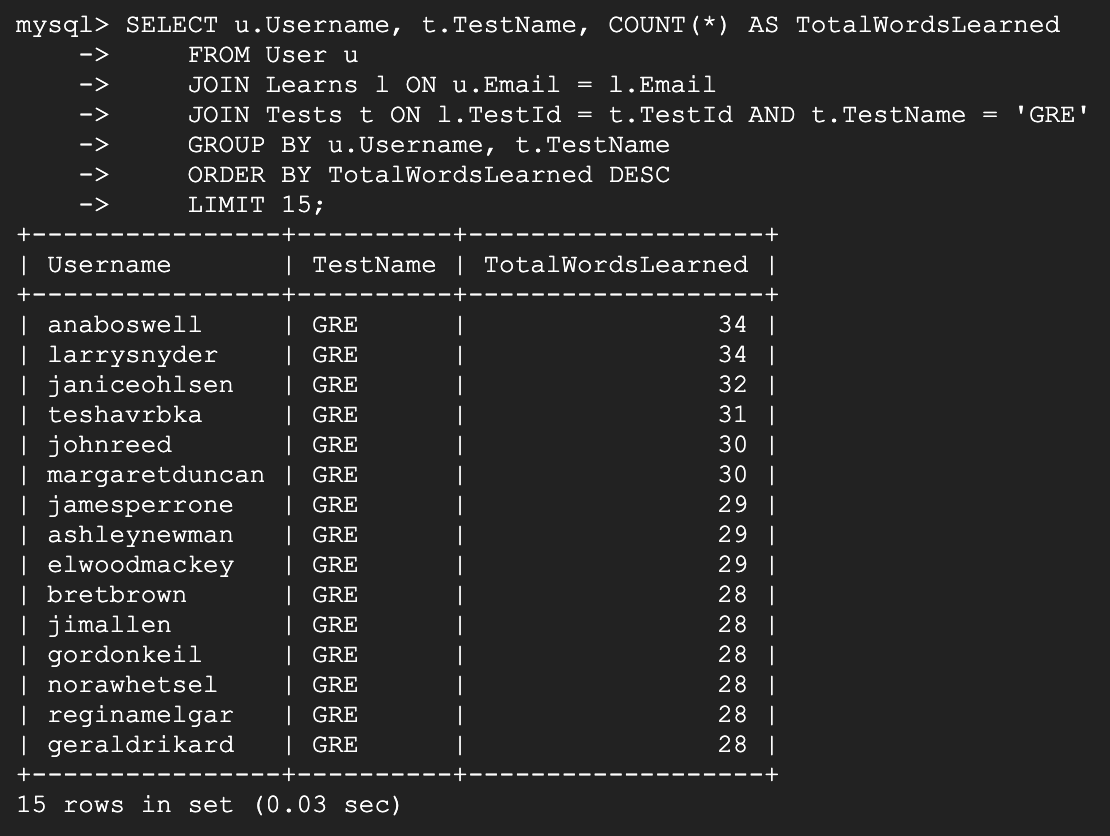 mysql> SELECT u.Username, t.TestName, COUNT(*) AS TotalWordsLearned
    ->     FROM User u
    ->     JOIN Learns l ON u.Email = l.Email
    ->     JOIN Tests t ON l.TestId = t.TestId AND t.TestName = 'GRE'
    ->     GROUP BY u.Username, t.TestName
    ->     ORDER BY TotalWordsLearned DESC
    ->     LIMIT 15;
+----------------+----------+-------------------+
| Username       | TestName | TotalWordsLearned |
+----------------+----------+-------------------+
| anaboswell     | GRE      |                34 |
| larrysnyder    | GRE      |                34 |
| janiceohlsen   | GRE      |                32 |
| teshavrbka     | GRE      |                31 |
| johnreed       | GRE      |                30 |
| margaretduncan | GRE      |                30 |
| jamesperrone   | GRE      |                29 |
| ashleynewman   | GRE      |                29 |
| elwoodmackey   | GRE      |                29 |
| bretbrown      | GRE      |                28 |
| jimallen       | GRE      |                28 |
| gordonkeil     | GRE      |                28 |
| norawhetsel    | GRE      |                28 |
| reginamelgar   | GRE      |                28 |
| geraldrikard   | GRE      |                28 |
+----------------+----------+-------------------+
15 rows in set (0.03 sec)